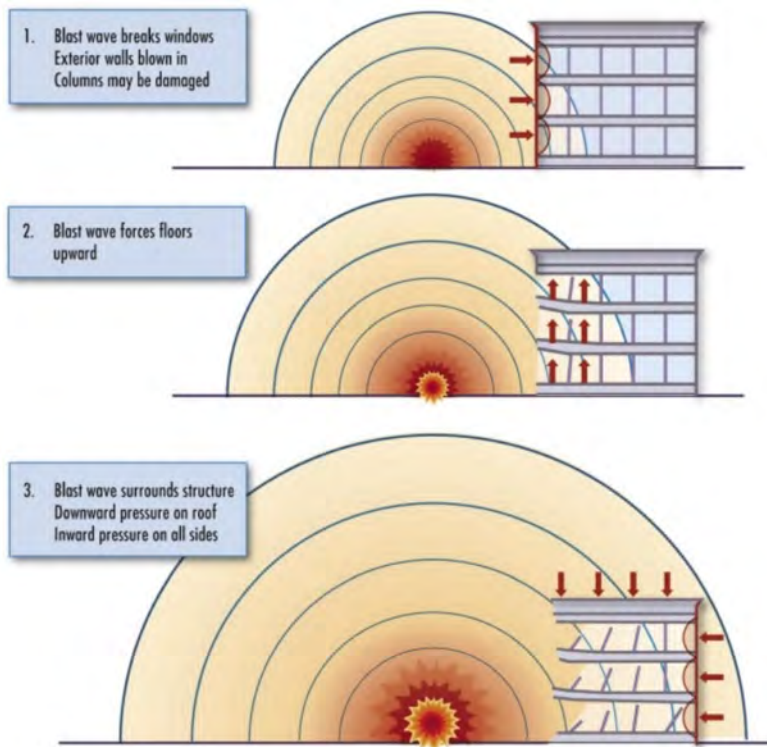 1. Blast wave breaks windows
Exterior walls blown in
Columns may be damaged
2. Blast wave forces floors
upward
3. Blast wave surrounds structure
Downward pressure on roof
Inward pressure on all sides